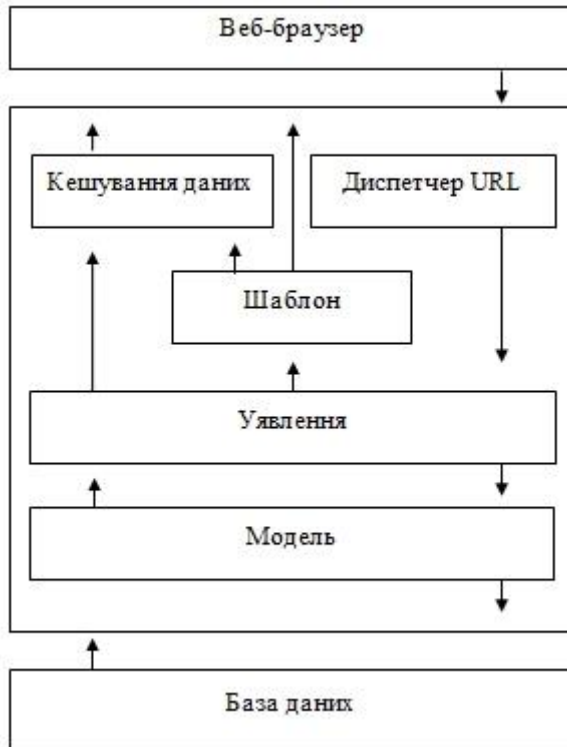 Веб-браузер
Кешування даних
Диспетчер URL
Шаблон
Уявлення
Модель
База даних